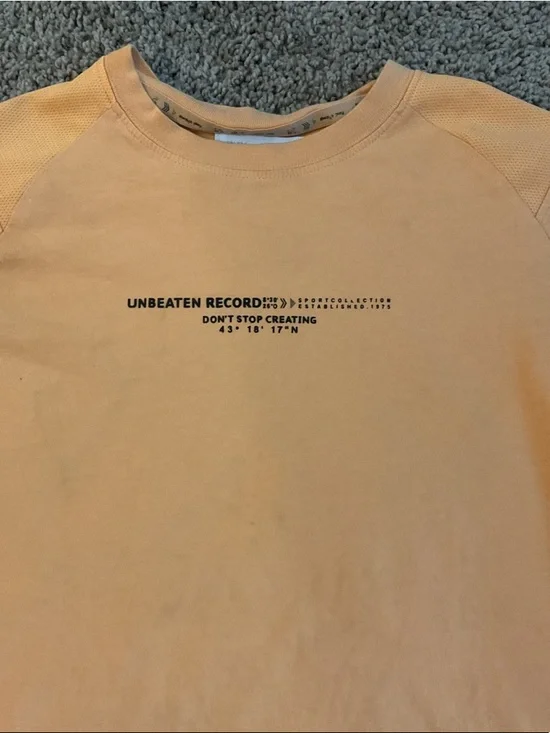 UNBEATEN RECORD SPORTCOLLECTION
ESTABLISHED.1975
DON'T STOP CREATING
43° 18' 17"N